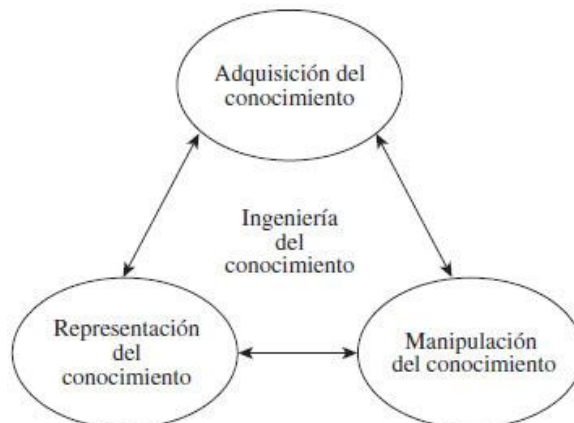 Adquisición del
conocimiento
Ingeniería
del
conocimiento
Representación
del
conocimiento
Manipulación
del conocimiento